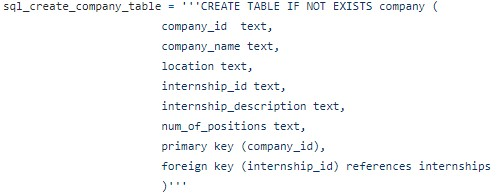 sql_create_company_table = '''CREATE TABLE IF NOT EXISTS company (
company_id  text,
company_name text,
location text,
internship_id text,
internship_description text,
num_of_positions text,
primary key (company_id),
foreign key (internship_id) references internships
)'''